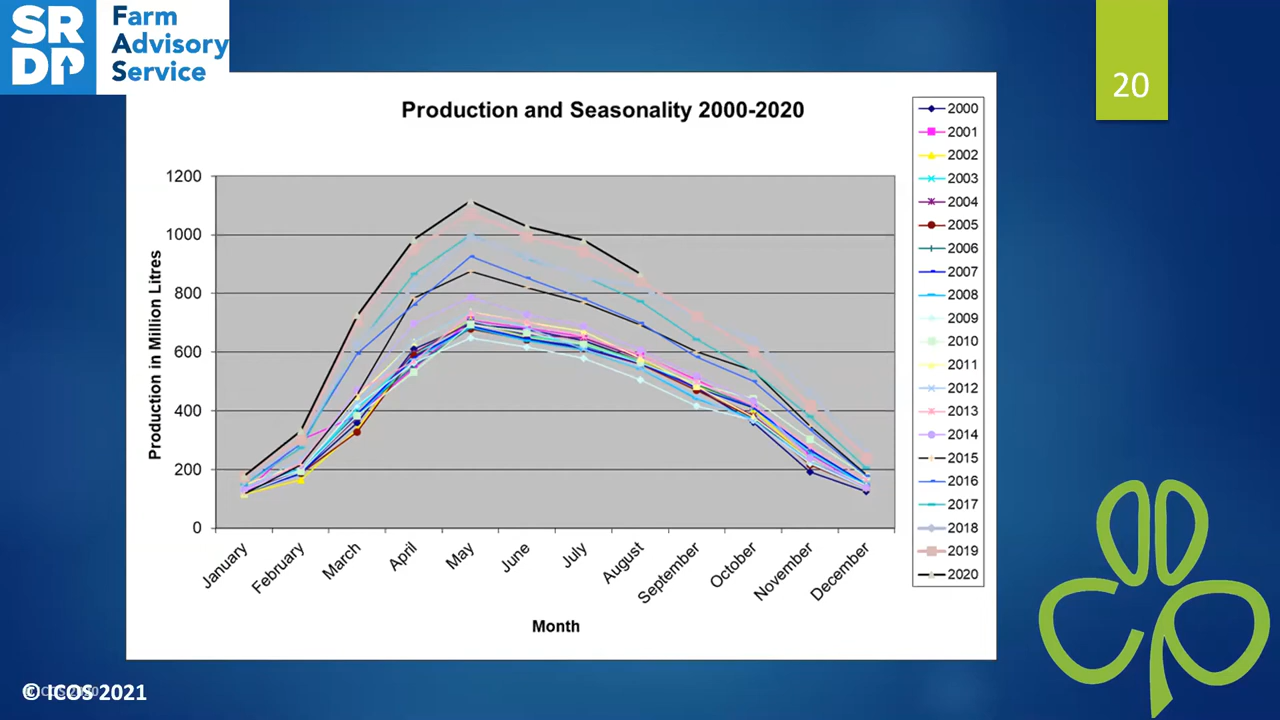 SRDP
Farm
Advisory
Service
20
Production and Seasonality 2000-2020
1200
1000
800
600
400
200
0
Production in Million Litres
January
February
March
April
May
June
July
August
September
October
November
December
Month
2000
2001
2002
2003
2004
2005
2006
2007
2008
2009
2010
2011
2012
2013
2014
2015
2016
2017
2018
2019
2020
© ICOS 2021